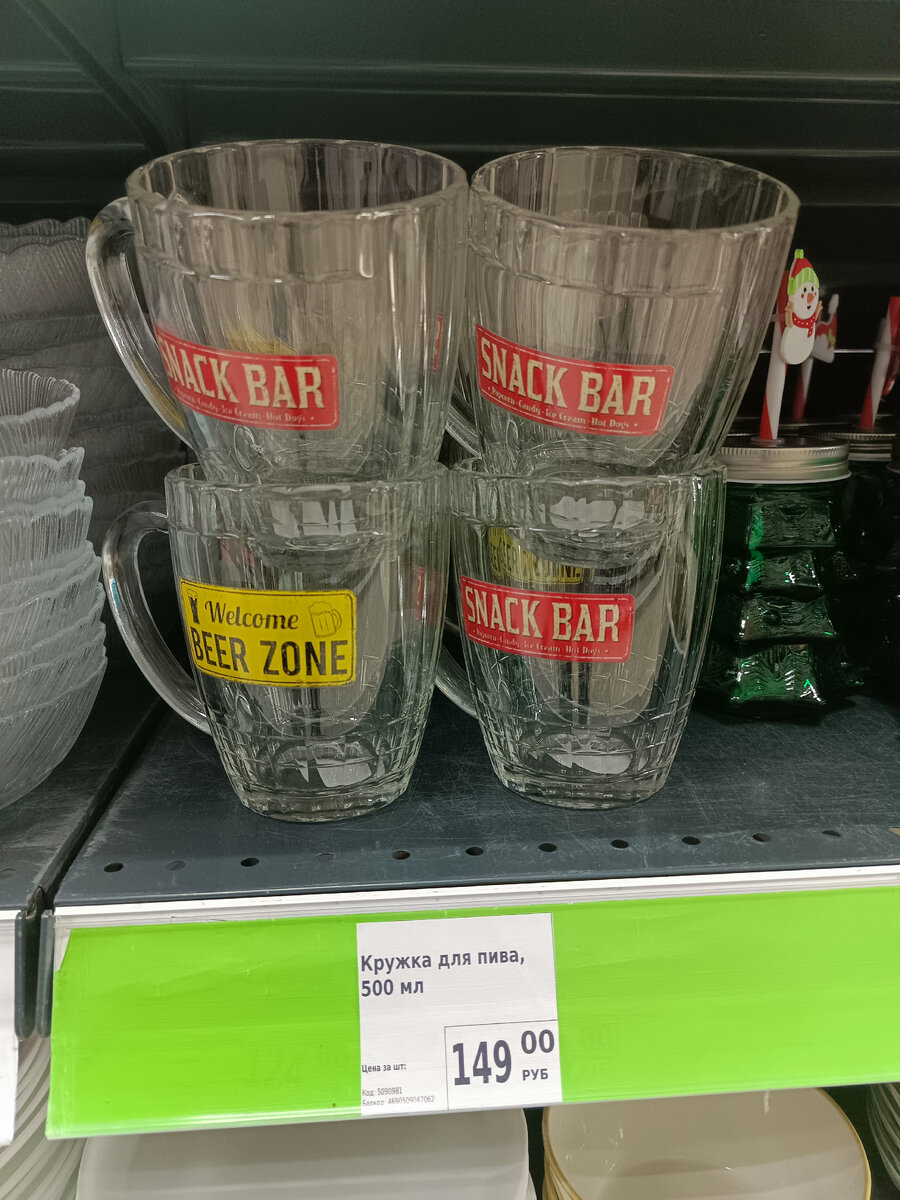 SNACK BAR
Popcorn-Candy-Ice Cream-Hot Dogs
SNACK BAR
Popcorn-Candy-Ice Cream-Hot Dogs
Welcome
BEER ZONE
SNACK BAR
Popcorn-Candy-Ice Cream-Hot Dogs
Кружка для пива,
500 мл
Цена за шт:
149 00
РУБ
Код: 5090981
Баркод: 4690509047062